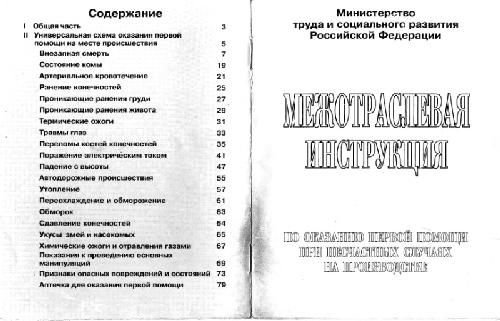 Содержание
I Общая часть 3
II Универсальная схема оказания первой
помощи на месте происшествия 5
Внезапная смерть 7
Состояние комы 19
Артериальное кровотечение 21
Ранение конечностей 25
Проникающие ранения груди 27
Проникающие ранения живота 29
Термические ожоги 31
Травмы глаз 33
Переломы костей конечностей 35
Поражение электрическим током 41
Падение с высоты 47
Автодорожные происшествия 55
Утопление 57
Переохлаждение и обморожение 61
Обморок 63
Сдавление конечностей 64
Укусы змей и насекомых 65
Химические ожоги и отравления газами 67
Показания к проведению основных
манипуляций 69
Признаки опасных повреждений и состояний 73
Аптечка для оказания первой помощи 79
Министерство
труда и социального развития
Российской Федерации
МЕЖОТРАСЛЕВАЯ
ИНСТРУКЦИЯ
ПО ОКАЗАНИЮ ПЕРВОЙ ПОМОЩИ
ПРИ НЕСЧАСТНЫХ СЛУЧАЯХ
НА ПРОИЗВОДСТВЕ